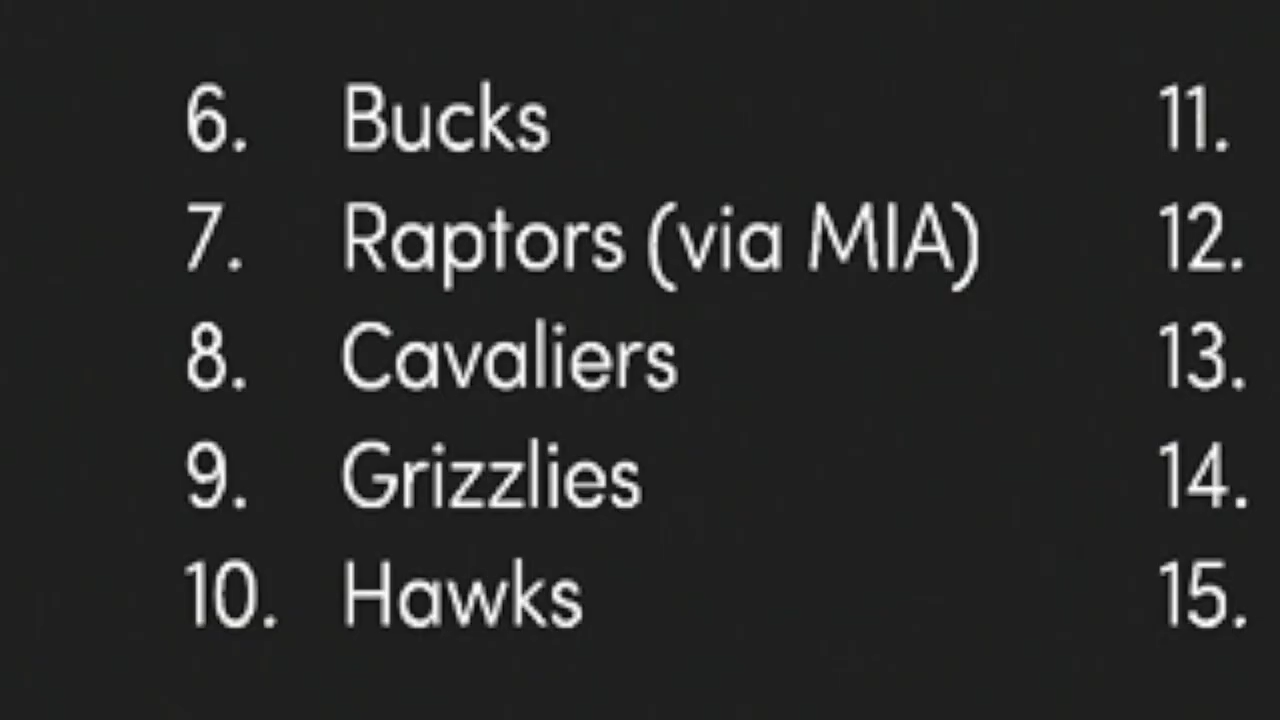 6. Bucks
7. Raptors (via MIA)
8. Cavaliers
9. Grizzlies
10. Hawks
11.
12.
13.
14.
15.